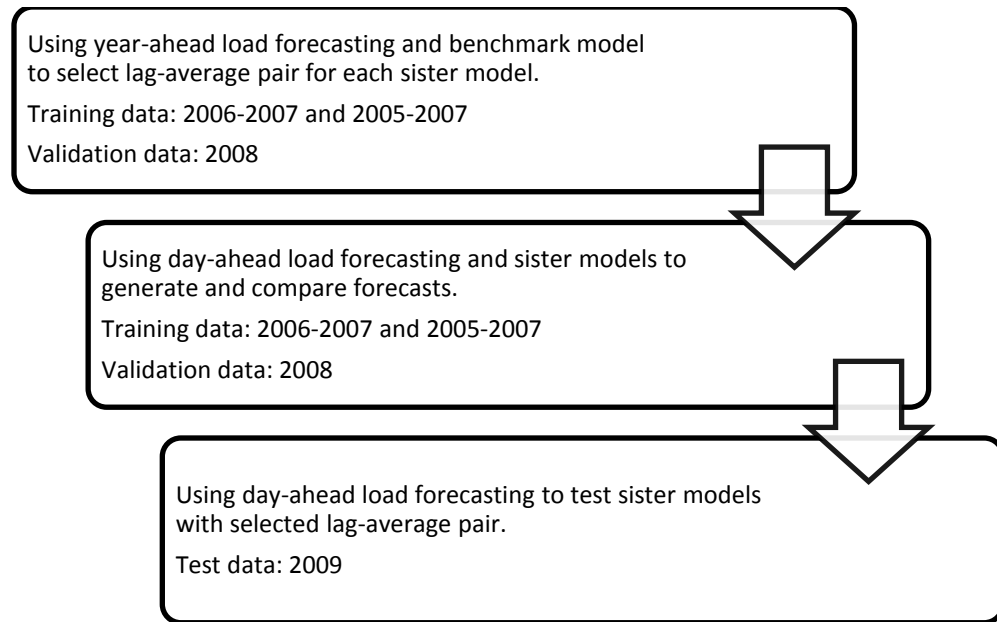 Using year-ahead load forecasting and benchmark model
to select lag-average pair for each sister model.
Training data: 2006-2007 and 2005-2007
Validation data: 2008
Using day-ahead load forecasting and sister models to
generate and compare forecasts.
Training data: 2006-2007 and 2005-2007
Validation data: 2008
Using day-ahead load forecasting to test sister models
with selected lag-average pair.
Test data: 2009